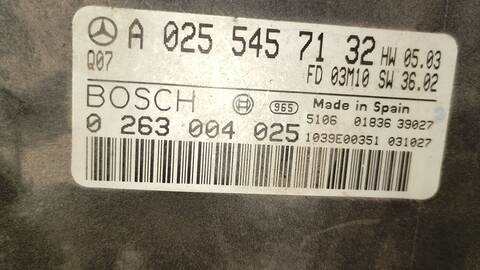 A 025 545 71 32 HW 05.03
Q07 FD 03M10 SW 36.02
BOSCH 965 Made in Spain
5106 01836 39027
0 263 004 025 1039E00351 031027